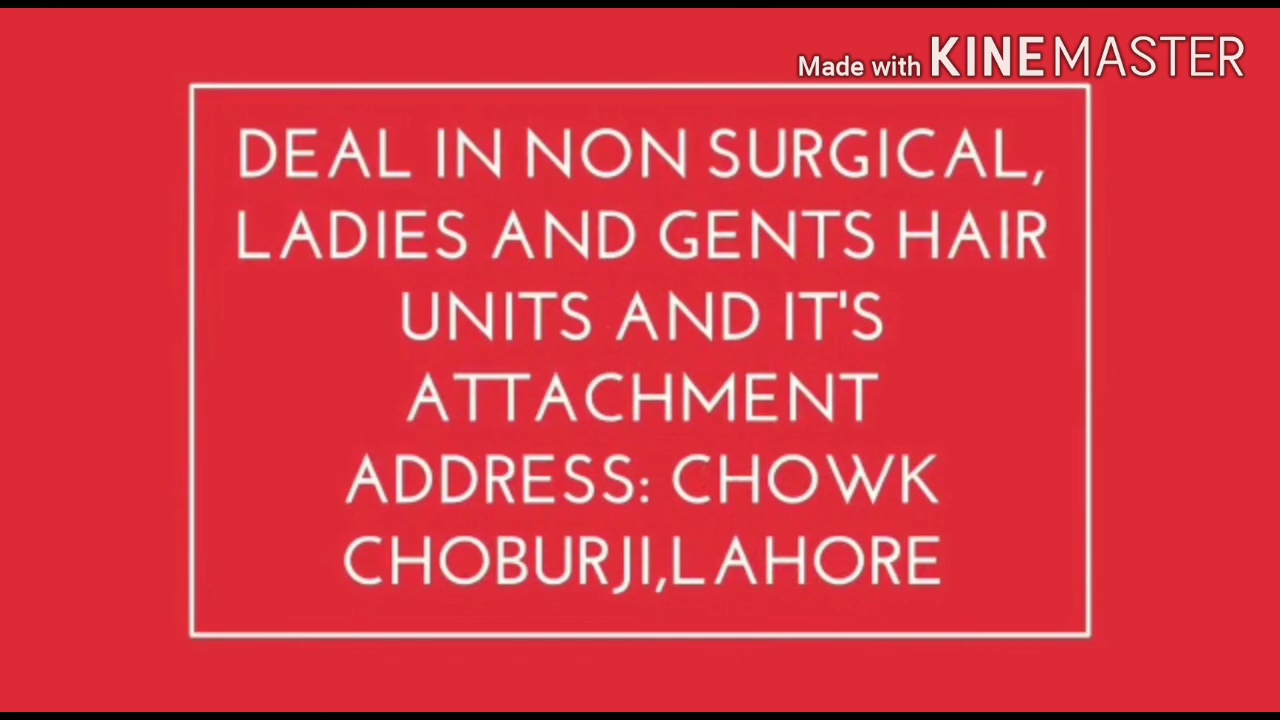 Made with KINEMASTER
DEAL IN NON SURGICAL,
LADIES AND GENTS HAIR
UNITS AND IT'S
ATTACHMENT
ADDRESS: CHOWK
CHOBURJI,LAHORE